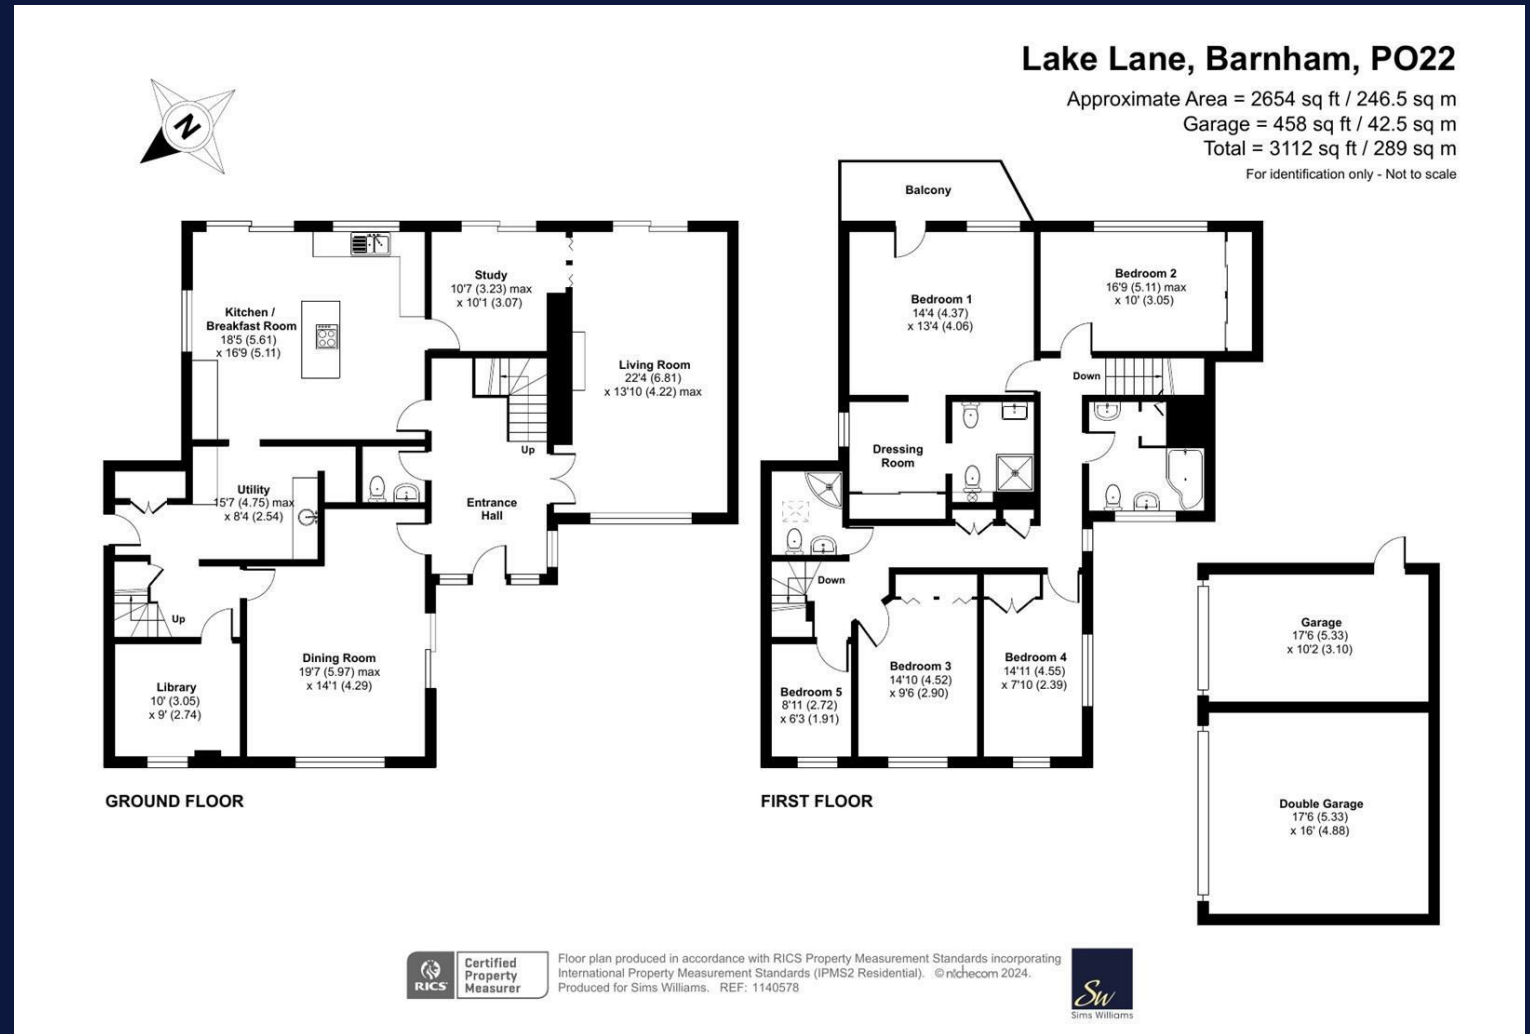 Lake Lane, Barnham, PO22
Approximate Area = 2654 sq ft / 246.5 sq m
Garage = 458 sq ft / 42.5 sq m
Total = 3112 sq ft / 289 sq m
For identification only - Not to scale
N
Balcony
Study
10'7 (3.23) max
x 10'1 (3.07)
Kitchen /
Breakfast Room
18'5 (5.61)
x 16'9 (5.11)
Living Room
22'4 (6.81)
x 13'10 (4.22) max
Up
Utility
15'7 (4.75) max
x 8'4 (2.54)
Entrance
Hall
Up
Dining Room
19'7 (5.97) max
x 14'1 (4.29)
Library
10' (3.05)
x 9' (2.74)
GROUND FLOOR
Bedroom 1
14'4 (4.37)
x 13'4 (4.06)
Bedroom 2
16'9 (5.11) max
x 10' (3.05)
Down
Dressing
Room
Down
Bedroom 3
14'10 (4.52)
x 9'6 (2.90)
Bedroom 4
14'11 (4.55)
x 7'10 (2.39)
Bedroom 5
8'11 (2.72)
x 6'3 (1.91)
FIRST FLOOR
Garage
17'6 (5.33)
x 10'2 (3.10)
Double Garage
17'6 (5.33)
x 16' (4.88)
RICS
Certified
Property
Measurer
Floor plan produced in accordance with RICS Property Measurement Standards incorporating
International Property Measurement Standards (IPMS2 Residential). © nichecom 2024.
Produced for Sims Williams. REF: 1140578
Sw
Sims Williams